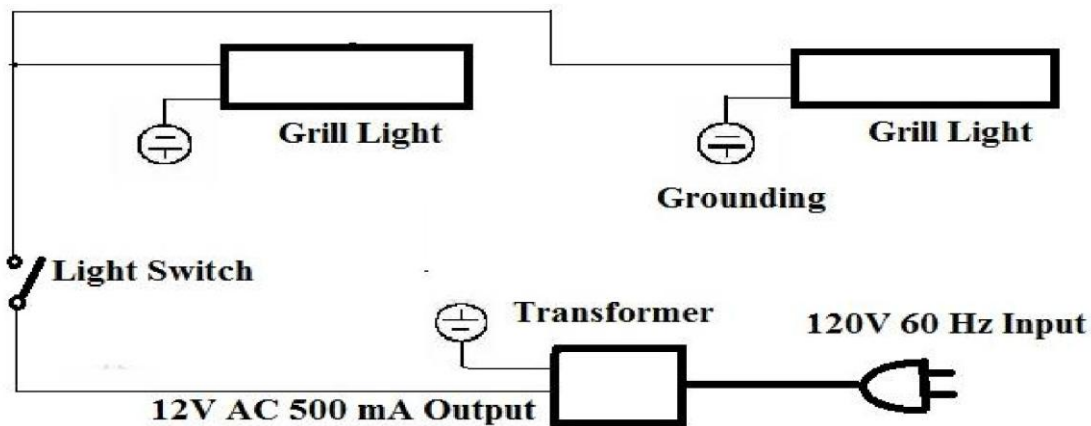 Grill Light
Grill Light
Grounding
Light Switch
Transformer
120V 60 Hz Input
12V AC 500 mA Output